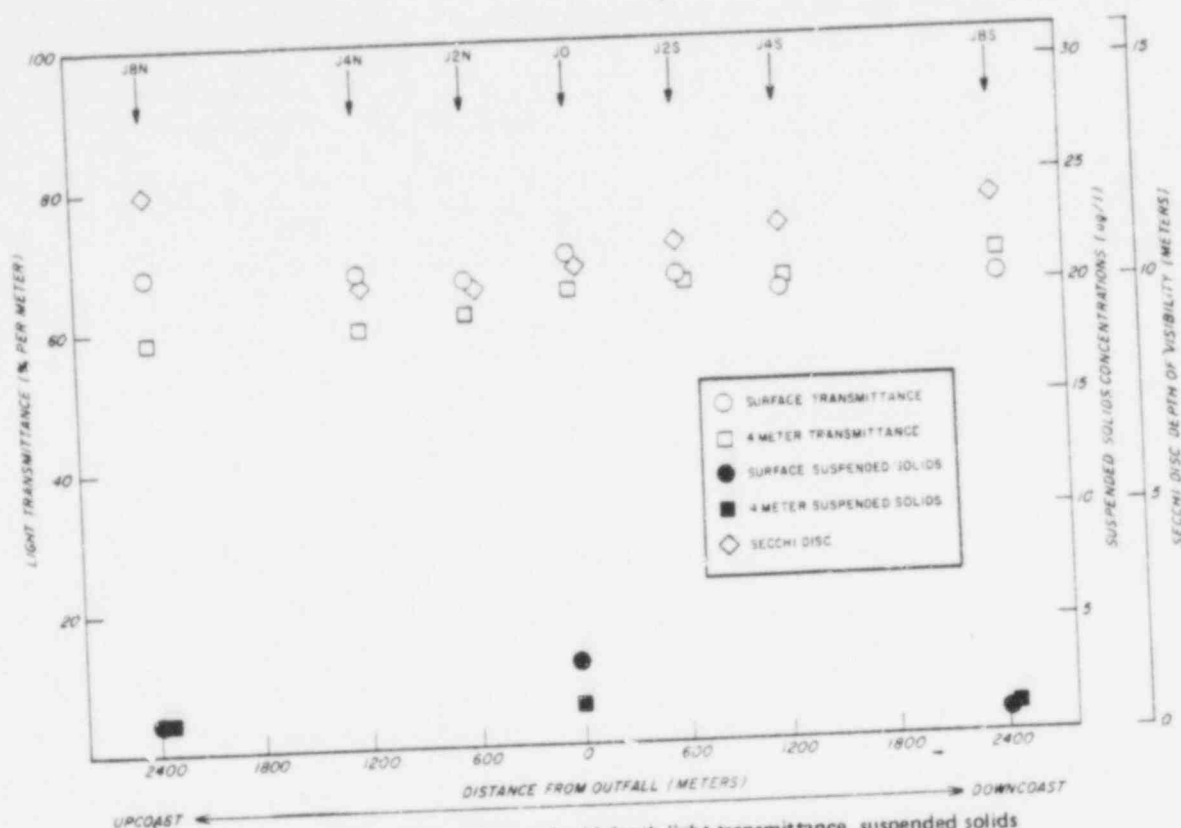 J8N J4N J2N J0 J2S J4S J8S
100
80
60
40
20
LIGHT TRANSMITTANCE (% PER METER)
30
25
20
15
10
5
SUSPENDED SOLIDS CONCENTRATIONS (ug/l)
15
10
5
0
SECCHI DISC DEPTH OF VISIBILITY (METERS)
SURFACE TRANSMITTANCE
4 METER TRANSMITTANCE
SURFACE SUSPENDED SOLIDS
4 METER SUSPENDED SOLIDS
SECCHI DISC
2400 1800 1200 600 0 600 1200 1800 2400
DISTANCE FROM OUTFALL (METERS)
UPCOAST DOWNCOAST
light transmittance, suspended solids